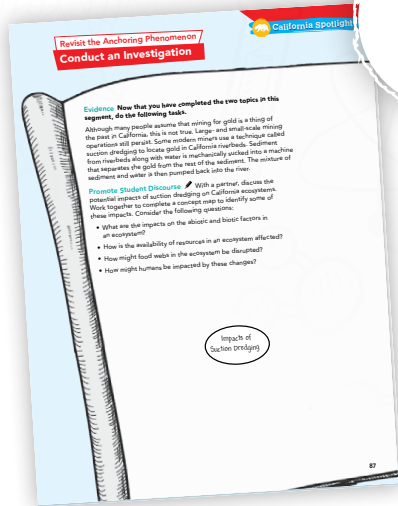 California Spotlight
Revisit the Anchoring Phenomenon
Conduct an Investigation
Evidence Now that you have completed the two topics in this
segment, do the following tasks.
Although many people assume that mining for gold is a thing of
the past in California, this is not true. Large- and small-scale mining
operations still persist. Some modern miners use a technique called
suction dredging to locate gold in California riverbeds. Sediment
from riverbeds along with water is mechanically sucked into a machine
that separates the gold from the rest of the sediment. The mixture of
sediment and water is then pumped back into the river.
Promote Student Discourse With a partner, discuss the
potential impacts of suction dredging on California ecosystems.
Work together to complete a concept map to identify some of
these impacts. Consider the following questions:
• What are the impacts on the abiotic and biotic factors in
an ecosystem?
• How is the availability of resources in an ecosystem affected?
• How might food webs in the ecosystem be disrupted?
• How might humans be impacted by these changes?
Impacts of
Suction Dredging
87